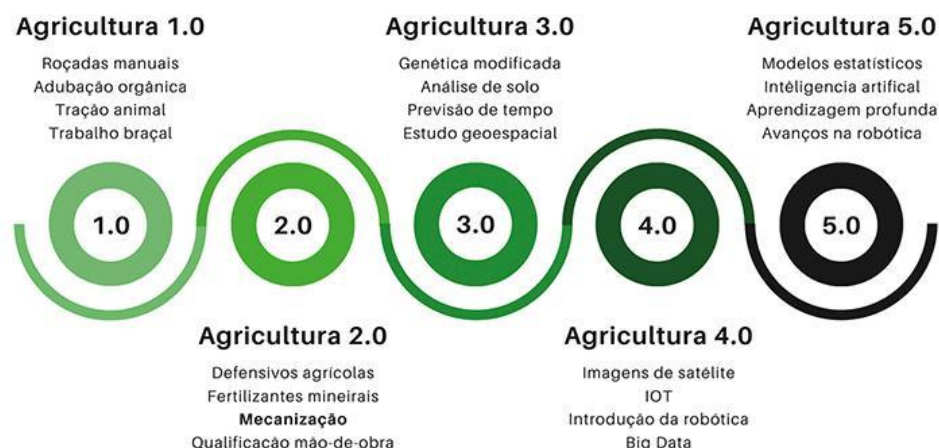 Agricultura 1.0
Roçadas manuais
Adubação orgânica
Tração animal
Trabalho braçal
Agricultura 3.0
Genética modificada
Análise de solo
Previsão de tempo
Estudo geoespacial
Agricultura 5.0
Modelos estatísticos
Intéligencia artifical
Aprendizagem profunda
Avanços na robótica
1.0
2.0
3.0
4.0
5.0
Agricultura 2.0
Defensivos agrícolas
Fertilizantes mineirais
Mecanização
Qualificação mão-de-obra
Agricultura 4.0
Imagens de satélite
IOT
Introdução da robótica
Big Data